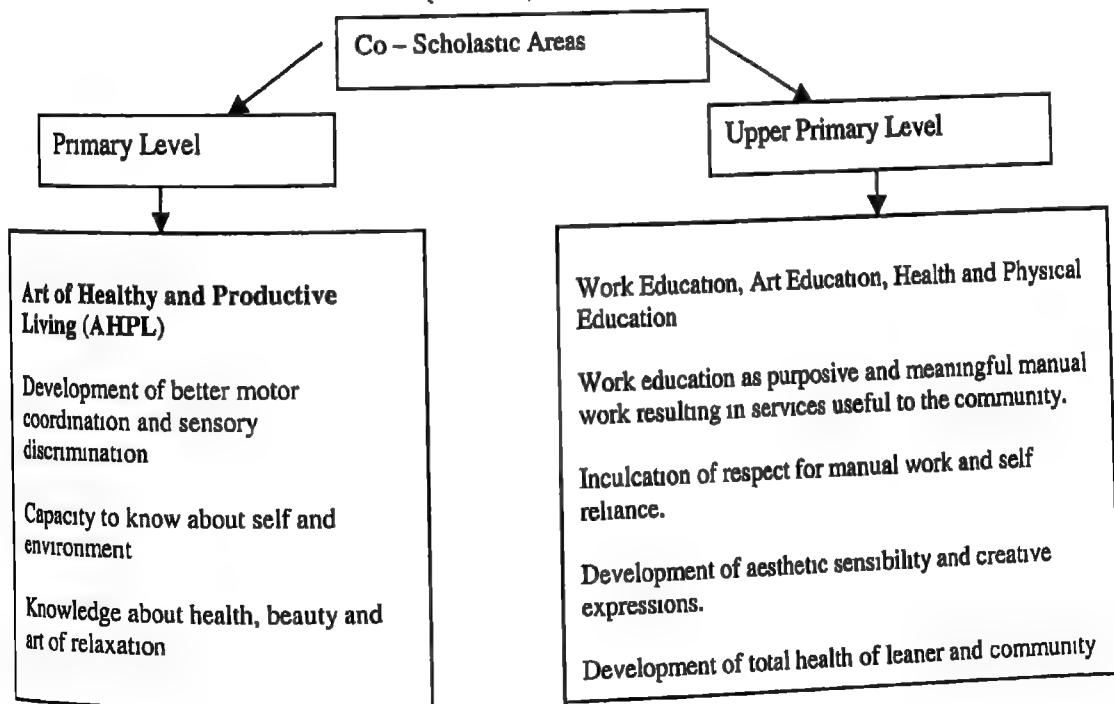 Co – Scholastic Areas
Primary Level
Upper Primary Level
Art of Healthy and Productive
Living (AHPL)
Development of better motor
coordination and sensory
discrimination
Capacity to know about self and
environment
Knowledge about health, beauty and
art of relaxation
Work Education, Art Education, Health and Physical
Education
Work education as purposive and meaningful manual
work resulting in services useful to the community.
Inculcation of respect for manual work and self
reliance.
Development of aesthetic sensibility and creative
expressions.
Development of total health of leaner and community